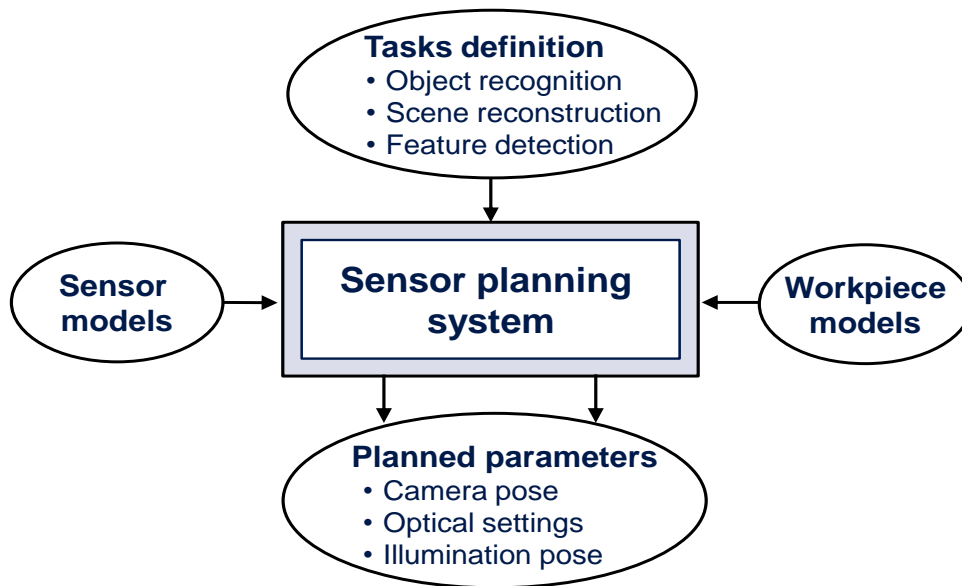 Tasks definition
• Object recognition
• Scene reconstruction
• Feature detection
Sensor
models
Sensor planning
system
Workpiece
models
Planned parameters
• Camera pose
• Optical settings
• Illumination pose